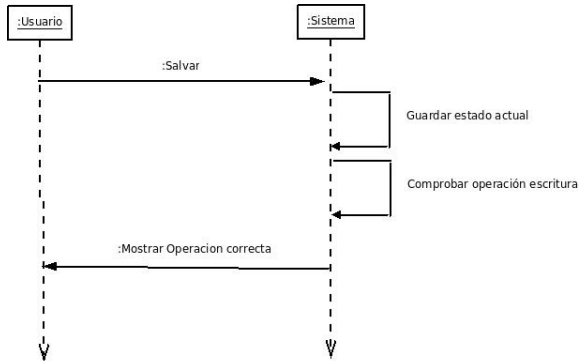 :Usuario
:Sistema
:Salvar
Guardar estado actual
Comprobar operación escritura
:Mostrar Operacion correcta